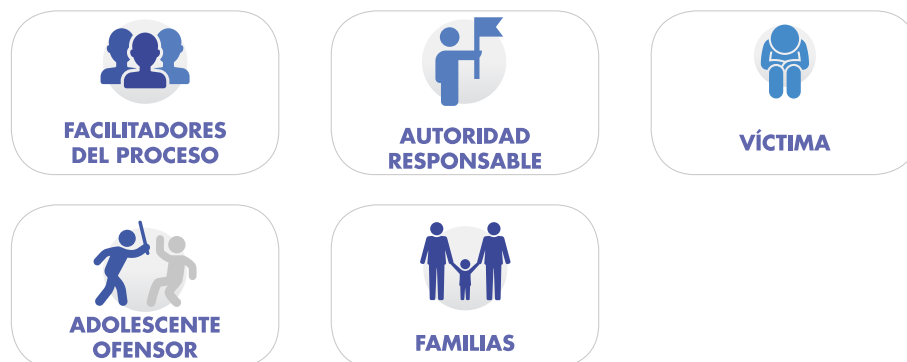 FACILITADORES
DEL PROCESO
AUTORIDAD
RESPONSABLE
VÍCTIMA
ADOLESCENTE
OFENSOR
FAMILIAS